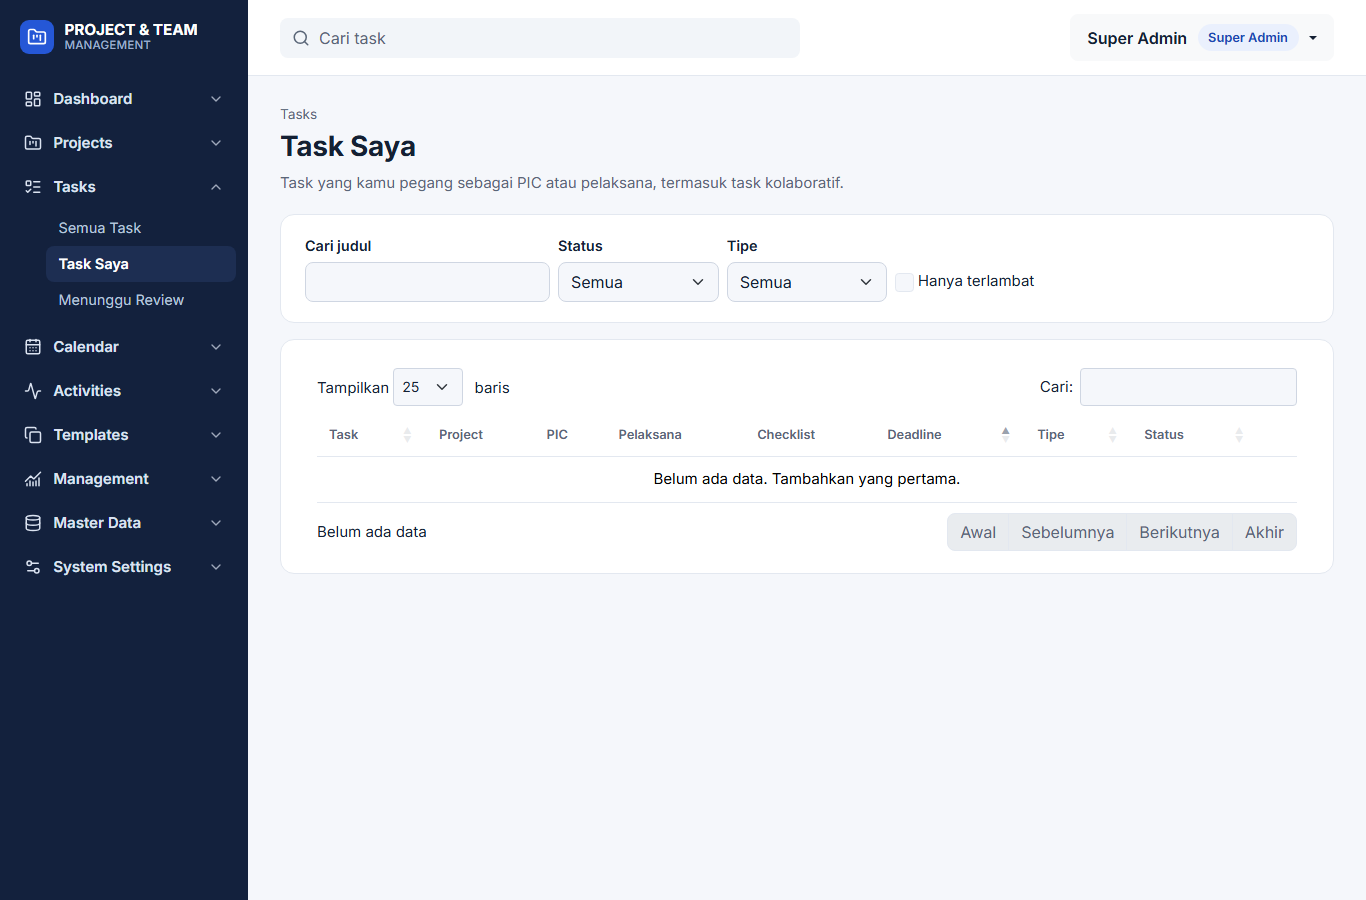 PROJECT & TEAM
MANAGEMENT
Cari task
Super Admin
Super Admin
Dashboard
Projects
Tasks
Semua Task
Task Saya
Menunggu Review
Calendar
Activities
Templates
Management
Master Data
System Settings
Tasks
Task Saya
Task yang kamu pegang sebagai PIC atau pelaksana, termasuk task kolaboratif.
Cari judul
Status
Tipe
Semua
Semua
Hanya terlambat
Tampilkan 25 baris
Cari:
Task Project PIC Pelaksana Checklist Deadline Tipe Status
Belum ada data. Tambahkan yang pertama.
Belum ada data
Awal Sebelumnya Berikutnya Akhir